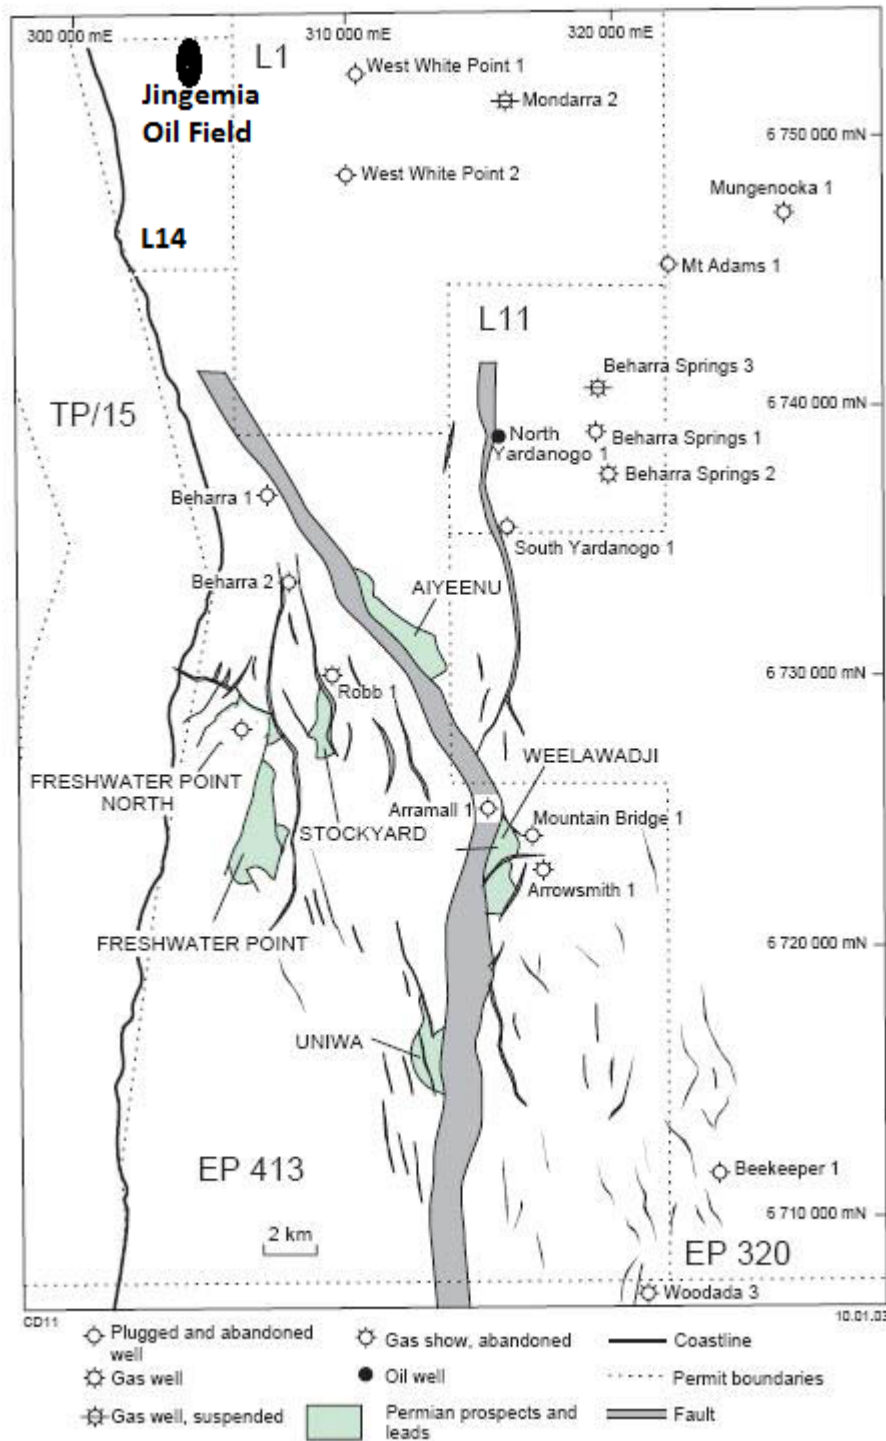 300 000 mE
310 000 mE
320 000 mE
L1
Jingemia
Oil Field
West White Point 1
Mondarra 2
6 750 000 mN
West White Point 2
Mungenooka 1
L14
Mt Adams 1
L11
Beharra Springs 3
TP/15
6 740 000 mN
North
Yardanogo 1
Beharra Springs 1
Beharra Springs 2
Beharra 1
South Yardanogo 1
Beharra 2
AIYEENU
6 730 000 mN
Robb 1
FRESHWATER POINT
NORTH
WEELAWADJI
Arramall 1
Mountain Bridge 1
STOCKYARD
Arrowsmith 1
FRESHWATER POINT
6 720 000 mN
UNIWA
EP 413
Beekeeper 1
6 710 000 mN
2 km
EP 320
Woodada 3
CD11
10.01.03
Plugged and abandoned
well
Gas show, abandoned
Coastline
Gas well
Oil well
Permit boundaries
Gas well, suspended
Permian prospects and
leads
Fault